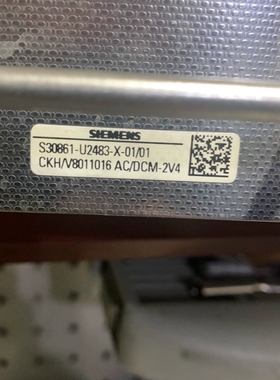 SIEMENS
S30861-U2483-X-01/01
CKH/V8011016 AC/DCM-2V4